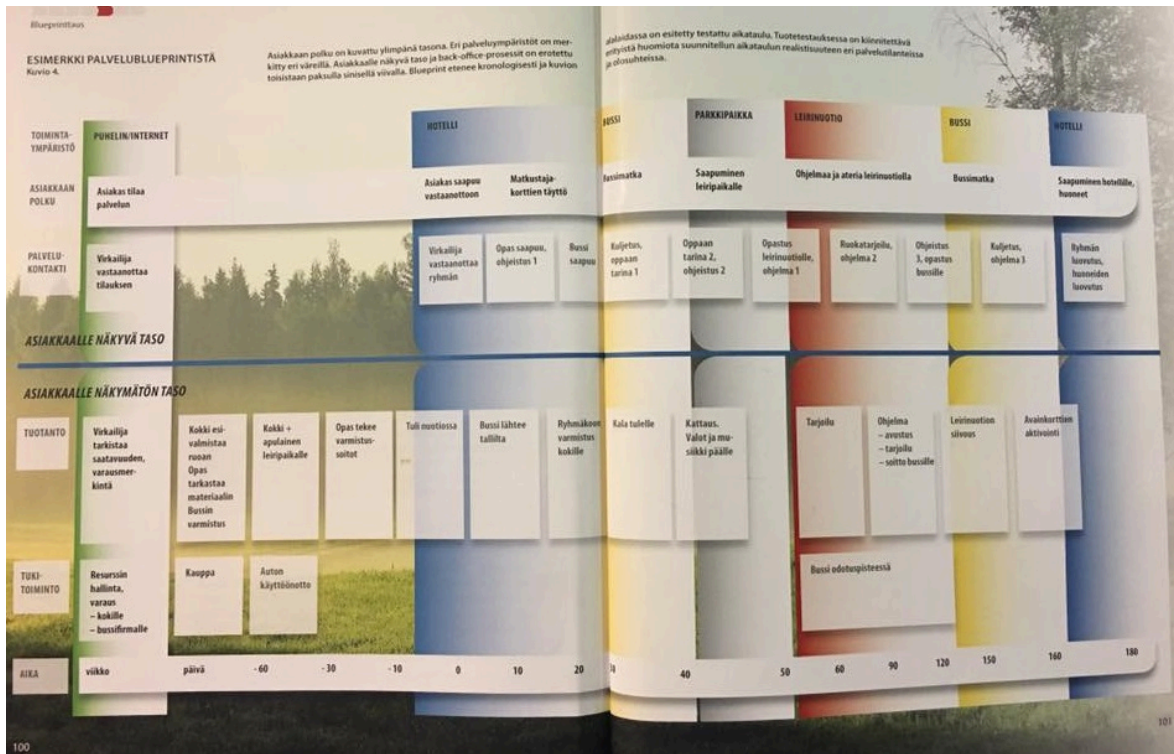 Blueprinttaus
ESIMERKKI PALVELUBLUEPRINTISTÄ
Kuvio 4.
Asiakkaan polku on kuvattu ylimpänä tasona. Eri palveluympäristöt on mer-
kitty eri väreillä. Asiakkaalle näkyvä taso ja back-office-prosessit on erotettu
toisistaan paksulla sinisellä viivalla. Blueprint etenee kronologisesti ja kuvion
alalaidassa on esitetty testattu aikataulu. Tuotetestauksessa on kiinnitettävä
erityistä huomiota suunnitellun aikataulun realistisuuteen eri palvelutilanteissa
ja olosuhteissa.
TOIMINTA-
YMPÄRISTÖ
PUHELIN/INTERNET
HOTELLI
BUSSI
PARKKIPAIKKA
LEIRINUOTIO
BUSSI
HOTELLI
ASIAKKAAN
POLKU
Asiakas tilaa
palvelun
Asiakas saapuu
vastaanottoon
Matkustaja-
korttien täyttö
Bussimatka
Saapuminen
leiripaikalle
Ohjelmaa ja ateria leirinuotiolla
Bussimatka
Saapuminen hotellille,
huoneet
PALVELU-
KONTAKTI
Virkailija
vastaanottaa
tilauksen
Virkailija
vastaanottaa
ryhmän
Opas saapuu,
ohjeistus 1
Bussi
saapuu
Kuljetus,
oppaan
tarina 1
Oppaan
tarina 2,
ohjeistus 2
Opastus
leirinuotiolle,
ohjelma 1
Ruokatarjoilu,
ohjelma 2
Ohjeistus
3, opastus
bussille
Kuljetus,
ohjelma 3
Ryhmän
luovutus,
huoneiden
luovutus
ASIAKKAALLE NÄKYVÄ TASO
ASIAKKAALLE NÄKYMÄTÖN TASO
TUOTANTO
Virkailija
tarkistaa
saatavuuden,
varausmer-
kintä
Kokki esi-
valmistaa
ruoan
Opas
tarkastaa
materiaalin
Bussin
varmistus
Kokki +
apulainen
leiripaikalle
Opas tekee
varmistus-
soitot
Tuli nuotiossa
Bussi lähtee
tallilta
Ryhmäkoon
varmistus
kokille
Kala tulelle
Kattaus.
Valot ja mu-
siikki päälle
Tarjoilu
Ohjelma
– avustus
– tarjoilu
– soitto bussille
Leirinuotion
siivous
Avainkorttien
aktivointi
TUKI-
TOIMINTO
Resurssin
hallinta,
varaus
– kokille
– bussifirmalle
Kauppa
Auton
käyttöönotto
Bussi odotuspisteessä
AIKA
viikko
päivä
- 60
- 30
- 10
0
10
20
40
50
60
90
120
150
160
180
100
101